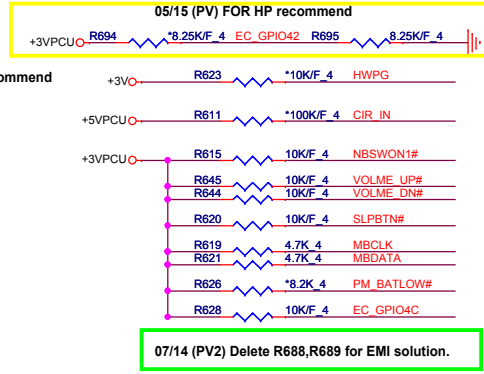 05/15 (PV) FOR HP recommend
+3VPCU R694 *8.25K/F_4 EC_GPIO42 R695 8.25K/F_4
commend
+3V R623 *10K/F_4 HWPG
+5VPCU R611 *100K/F_4 CIR_IN
+3VPCU R615 10K/F_4 NBSWON1#
R645 10K/F_4 VOLME_UP#
R644 10K/F_4 VOLME_DN#
R620 10K/F_4 SLPBTN#
R619 4.7K_4 MBCLK
R621 4.7K_4 MBDATA
R626 *8.2K_4 PM_BATLOW#
R628 10K/F_4 EC_GPIO4C
07/14 (PV2) Delete R688,R689 for EMI solution.